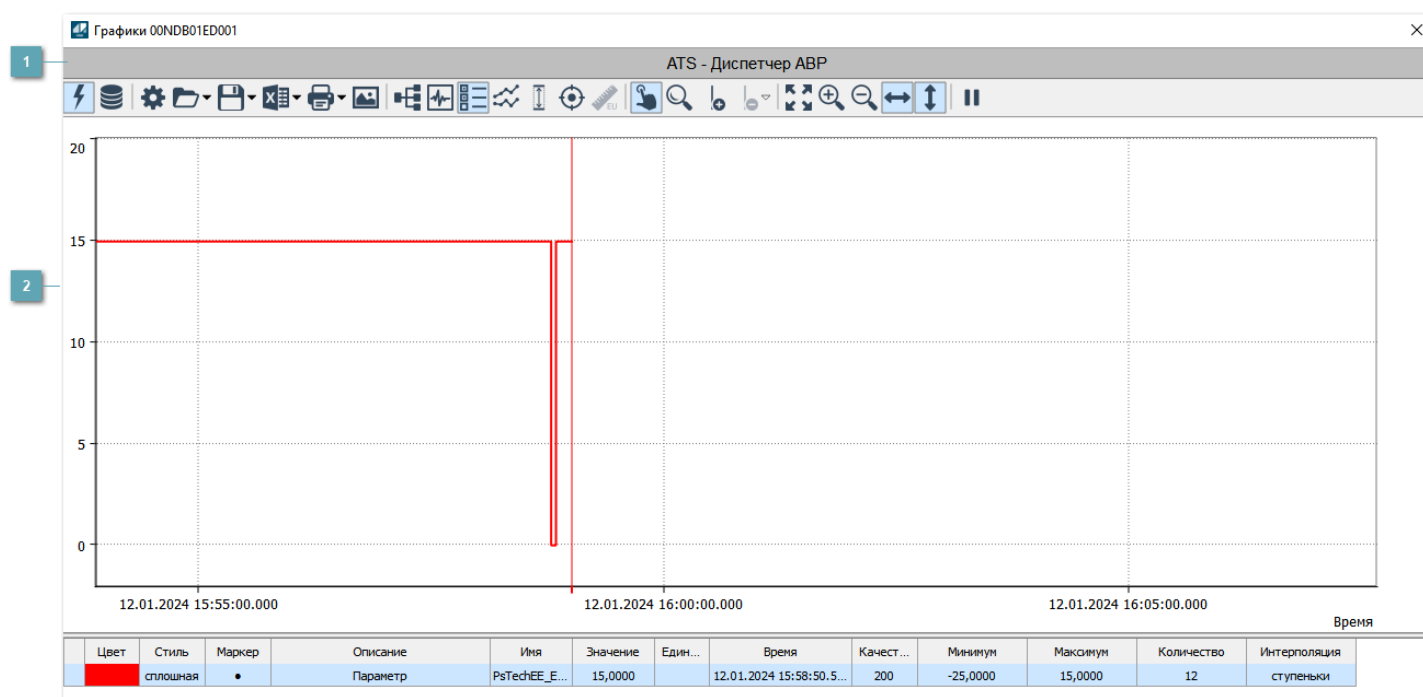 Графики 00NDB01ED001
1
ATS - Диспетчер АВР
EU
20
15
2
10
5
0
12.01.2024 15:55:00.000 12.01.2024 16:00:00.000 12.01.2024 16:05:00.000
Время
Цвет Стиль Маркер Описание Имя Значение Един... Время Качест... Минимум Максимум Количество Интерполяция
сплошная Параметр PsTechEE_E... 15,0000 12.01.2024 15:58:50.5... 200 -25,0000 15,0000 12 ступеньки